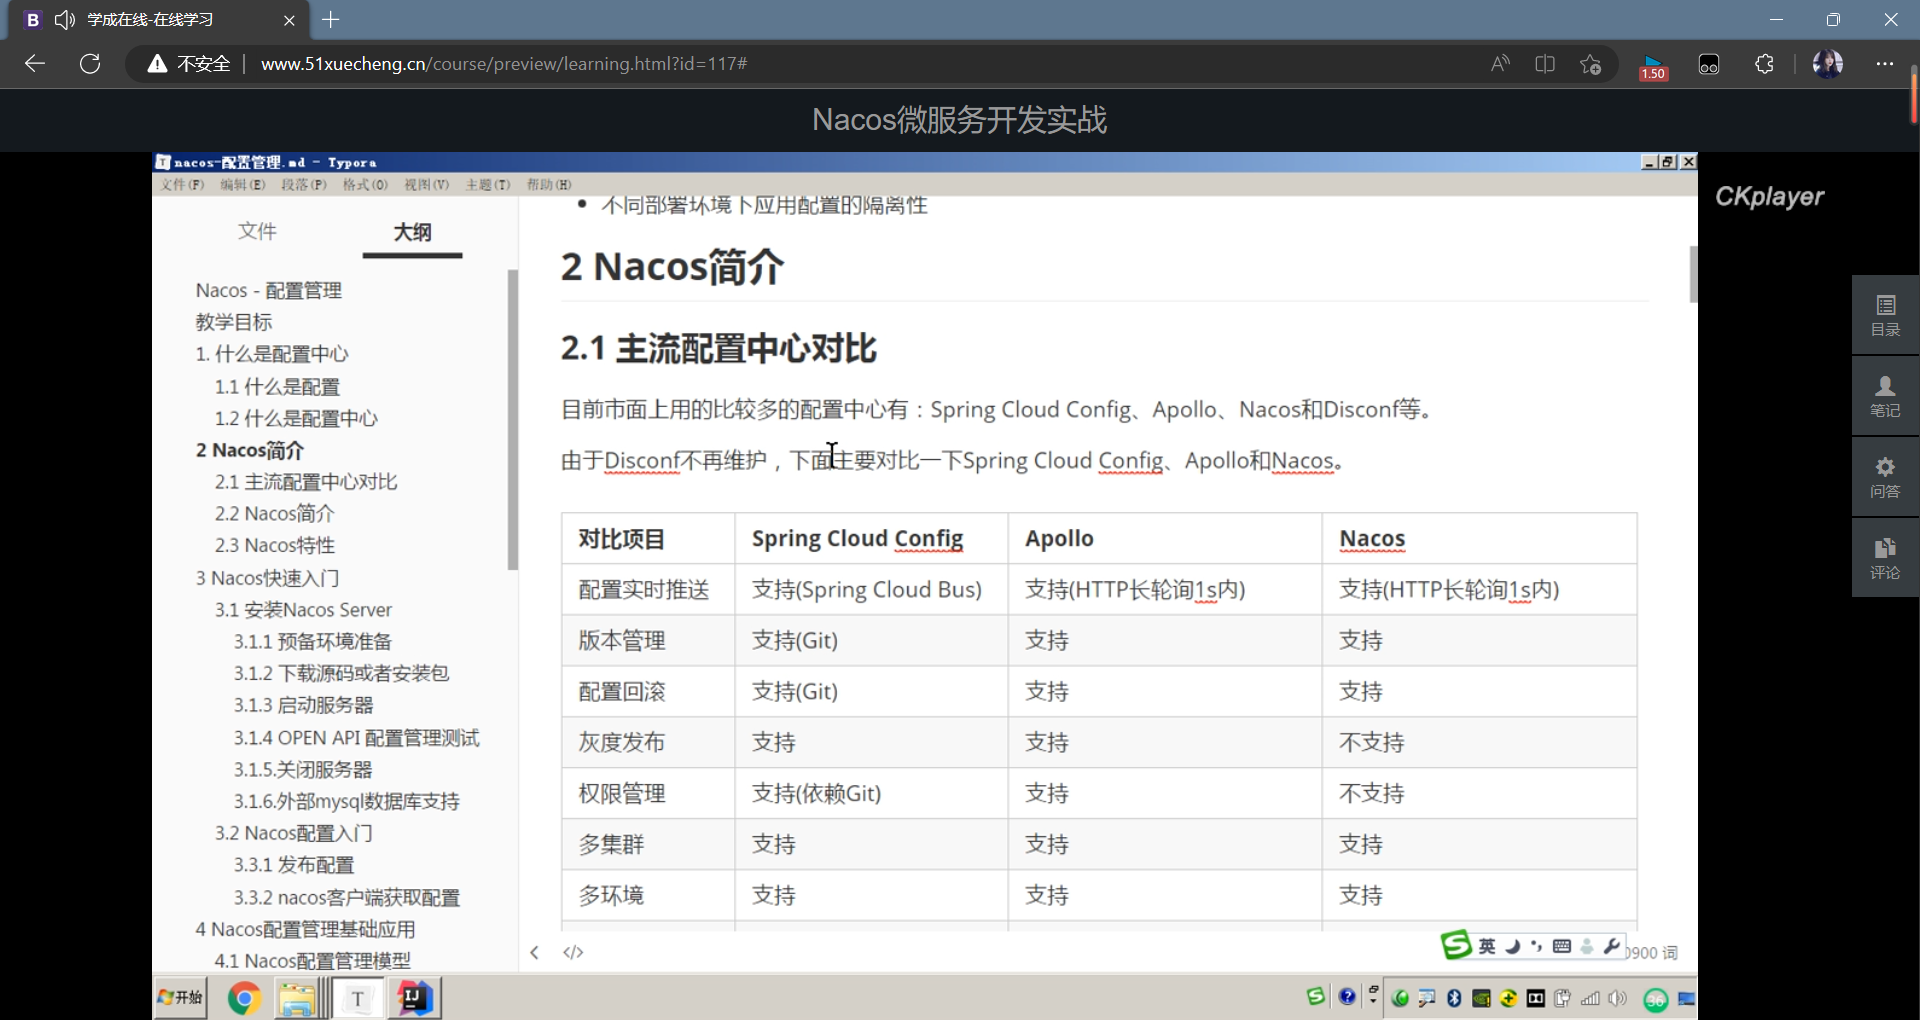 学成在线-在线学习
不安全 | www.51xuecheng.cn/course/preview/learning.html?id=117#
1.50
Nacos微服务开发实战
nacos-配置管理.md - Typora
文件(F) 编辑(E) 段落(P) 格式(O) 视图(V) 主题(T) 帮助(H)
CKplayer
文件 大纲
Nacos - 配置管理
教学目标
1. 什么是配置中心
1.1 什么是配置
1.2 什么是配置中心
2 Nacos简介
2.1 主流配置中心对比
2.2 Nacos简介
2.3 Nacos特性
3 Nacos快速入门
3.1 安装Nacos Server
3.1.1 预备环境准备
3.1.2 下载源码或者安装包
3.1.3 启动服务器
3.1.4 OPEN API 配置管理测试
3.1.5.关闭服务器
3.1.6.外部mysql数据库支持
3.2 Nacos配置入门
3.3.1 发布配置
3.3.2 nacos客户端获取配置
4 Nacos配置管理基础应用
4.1 Nacos配置管理模型
• 不同部署环境下应用配置的隔离性
2 Nacos简介
2.1 主流配置中心对比
目前市面上用的比较多的配置中心有：Spring Cloud Config、Apollo、Nacos和Disconf等。
由于Disconf不再维护，下面主要对比一下Spring Cloud Config、Apollo和Nacos。
对比项目 Spring Cloud Config Apollo Nacos
配置实时推送 支持(Spring Cloud Bus) 支持(HTTP长轮询1s内) 支持(HTTP长轮询1s内)
版本管理 支持(Git) 支持 支持
配置回滚 支持(Git) 支持 支持
灰度发布 支持 支持 不支持
权限管理 支持(依赖Git) 支持 不支持
多集群 支持 支持 支持
多环境 支持 支持 支持
英
0900 词
目录
笔记
问答
评论
开始
36